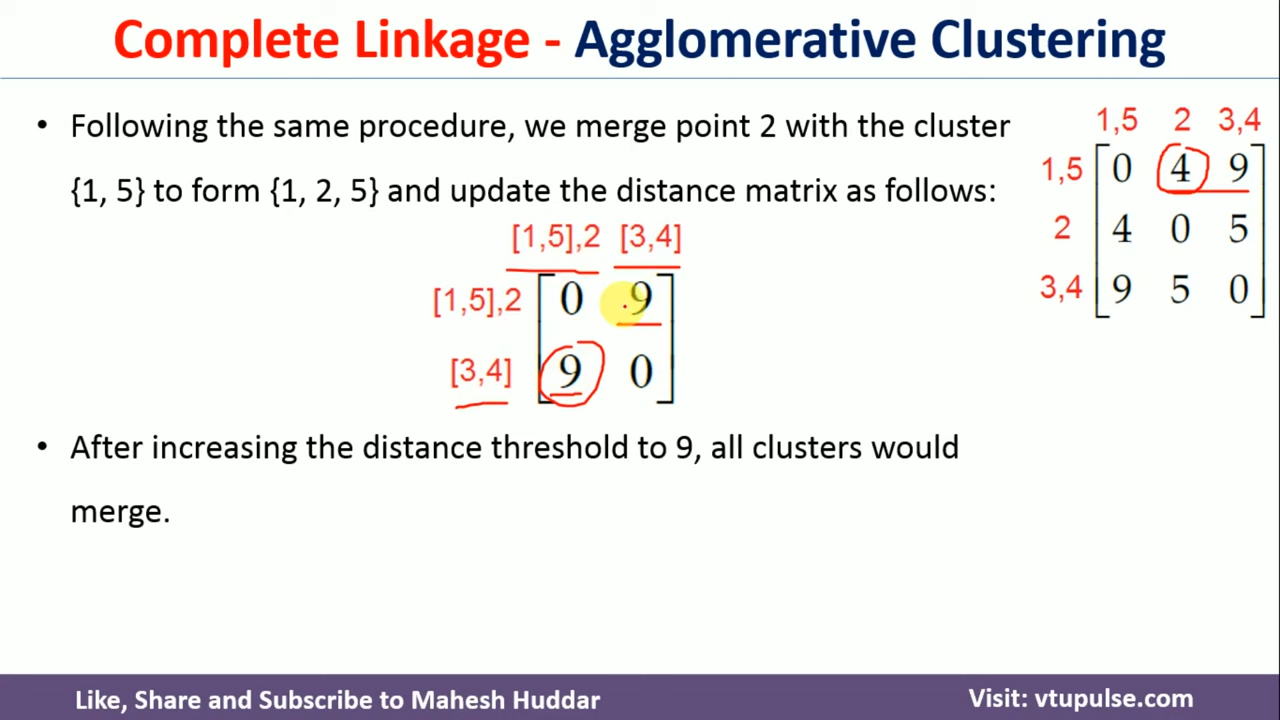 Complete Linkage - Agglomerative Clustering
• Following the same procedure, we merge point 2 with the cluster
{1, 5} to form {1, 2, 5} and update the distance matrix as follows:
1,5 2 3,4
1,5 0 4 9
2 4 0 5
3,4 9 5 0
[1,5],2 [3,4]
[1,5],2 0 9
[3,4] 9 0
• After increasing the distance threshold to 9, all clusters would
merge.
Like, Share and Subscribe to Mahesh Huddar
Visit: vtupulse.com